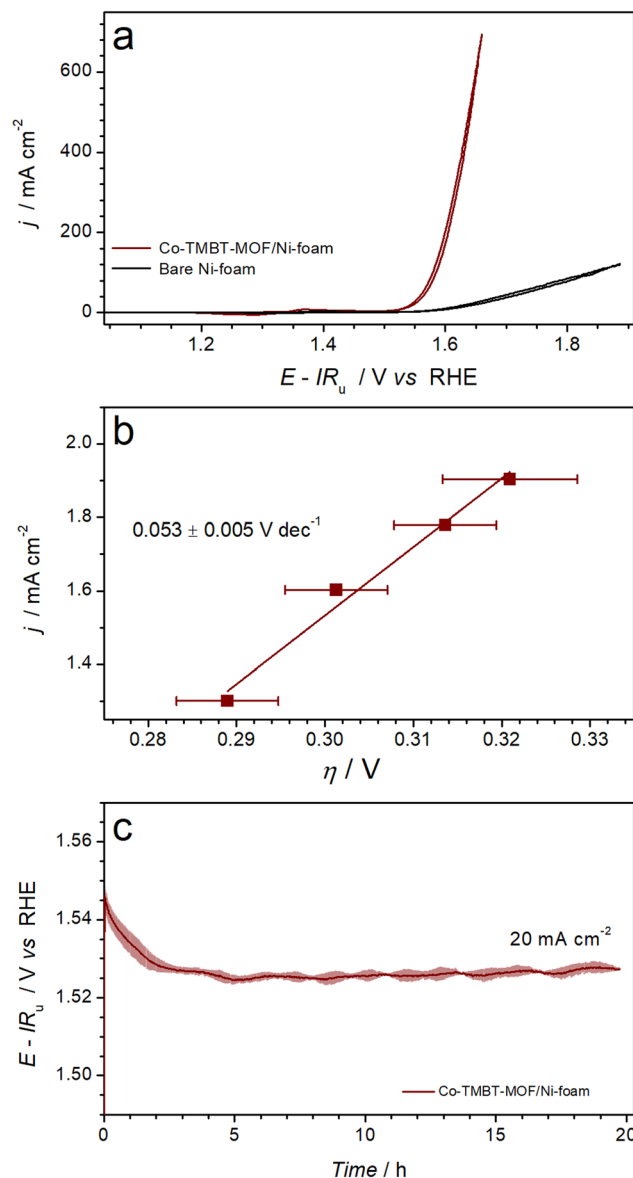 a
600
400
200
0
j / mA cm⁻²
Co-TMBT-MOF/Ni-foam
Bare Ni-foam
1.2 1.4 1.6 1.8
E - IRᵤ / V vs RHE
b
2.0
1.8
1.6
1.4
j / mA cm⁻²
0.053 ± 0.005 V dec⁻¹
0.28 0.29 0.30 0.31 0.32 0.33
η / V
c
1.56
1.54
1.52
1.50
E - IRᵤ / V vs RHE
20 mA cm⁻²
Co-TMBT-MOF/Ni-foam
0 5 10 15 20
Time / h